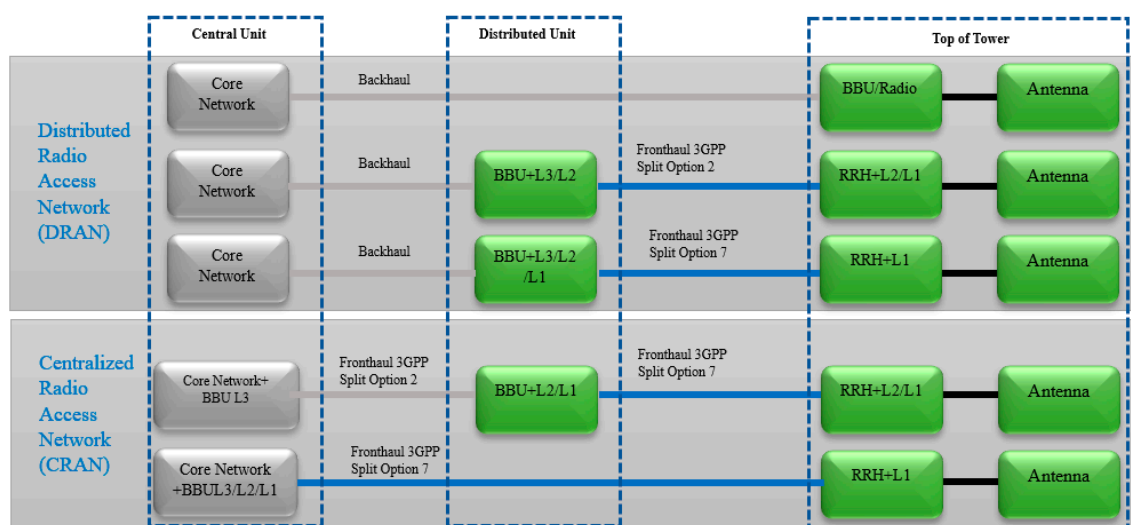 Central Unit
Distributed Unit
Top of Tower
Distributed
Radio
Access
Network
(DRAN)
Core
Network
Backhaul
BBU/Radio
Antenna
Core
Network
Backhaul
BBU+L3/L2
Fronthaul 3GPP
Split Option 2
RRH+L2/L1
Antenna
Core
Network
Backhaul
BBU+L3/L2
/L1
Fronthaul 3GPP
Split Option 7
RRH+L1
Antenna
Centralized
Radio
Access
Network
(CRAN)
Core Network+
BBU L3
Fronthaul 3GPP
Split Option 2
BBU+L2/L1
Fronthaul 3GPP
Split Option 7
RRH+L2/L1
Antenna
Core Network
+BBUL3/L2/L1
Fronthaul 3GPP
Split Option 7
RRH+L1
Antenna